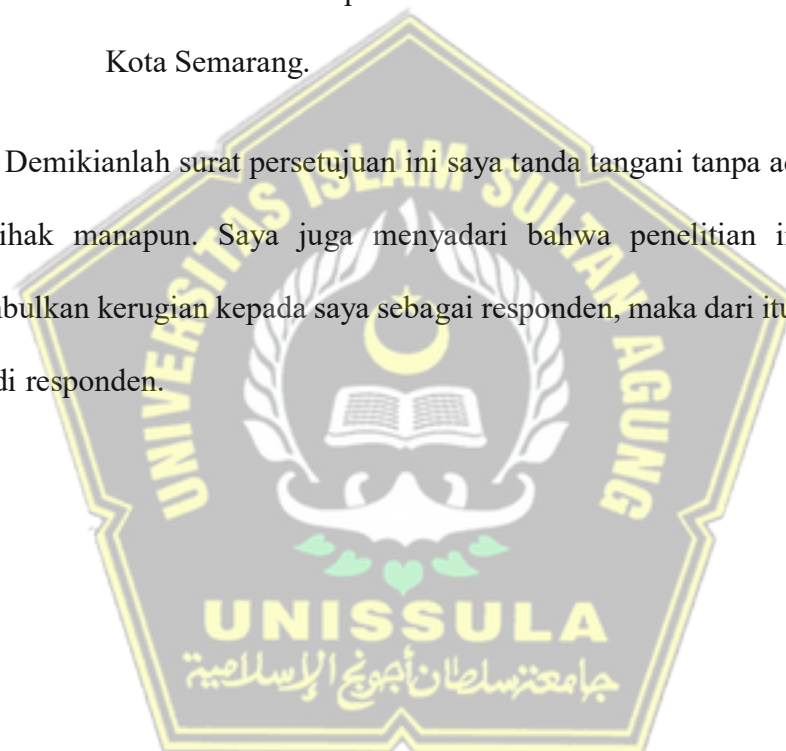 Kota Semarang.
Demikianlah surat persetujuan ini saya tanda tangani tanpa
ihak manapun. Saya juga menyadari bahwa penelitian
bulkan kerugian kepada saya sebagai responden, maka dari itu
di responden.
UNIVERSITAS ISLAM SULTAN AGUNG
UNISSULA
جامعة سلطان أجونج الإسلامية